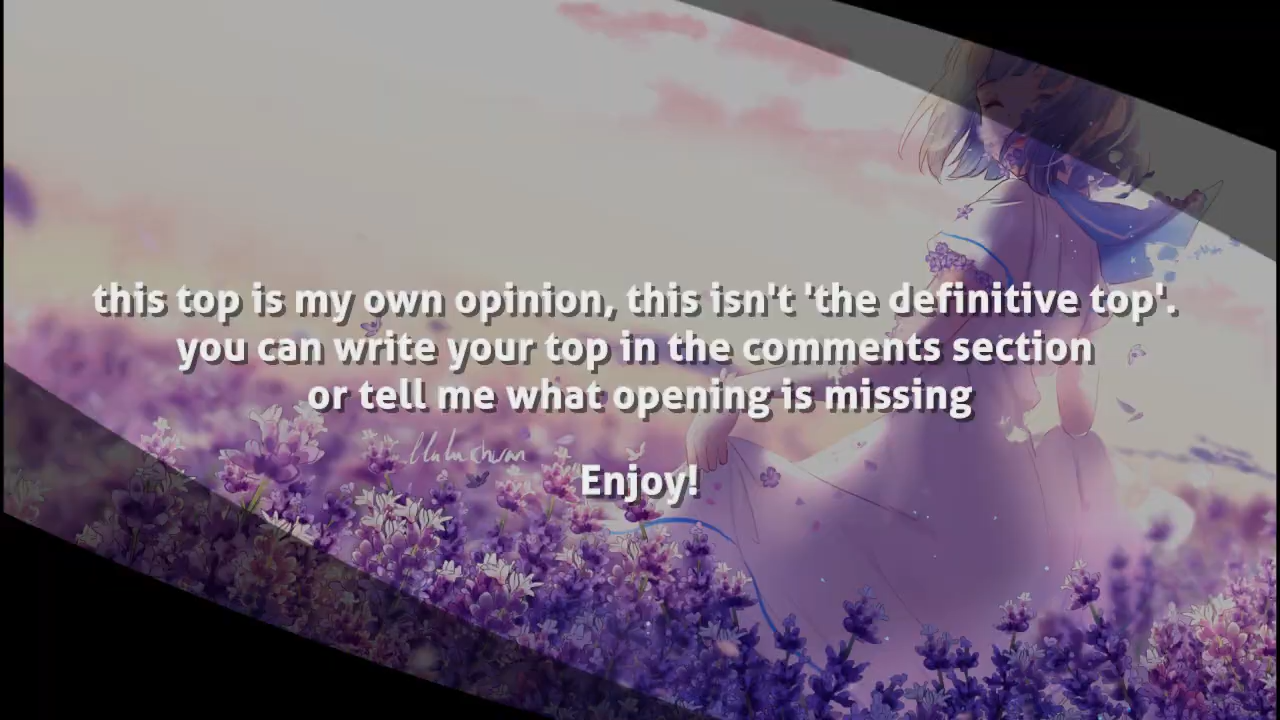 this top is my own opinion, this isn't 'the definitive top'.
you can write your top in the comments section
or tell me what opening is missing
Enjoy!